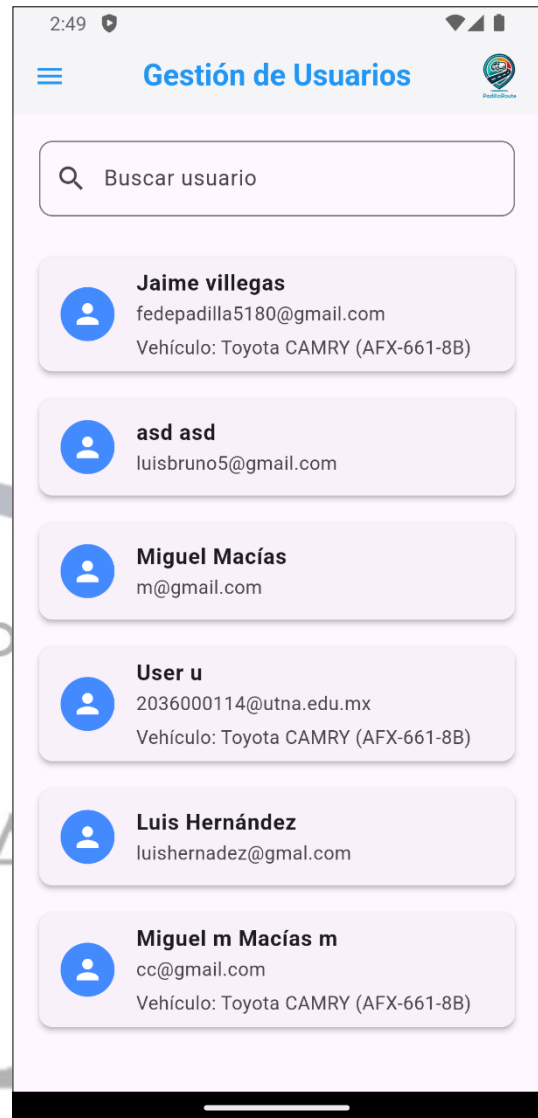 2:49
Gestión de Usuarios
PadillaRoute
Buscar usuario
Jaime villegas
fedepadilla5180@gmail.com
Vehículo: Toyota CAMRY (AFX-661-8B)
asd asd
luisbruno5@gmail.com
Miguel Macías
m@gmail.com
User u
2036000114@utna.edu.mx
Vehículo: Toyota CAMRY (AFX-661-8B)
Luis Hernández
luishernadez@gmal.com
Miguel m Macías m
cc@gmail.com
Vehículo: Toyota CAMRY (AFX-661-8B)